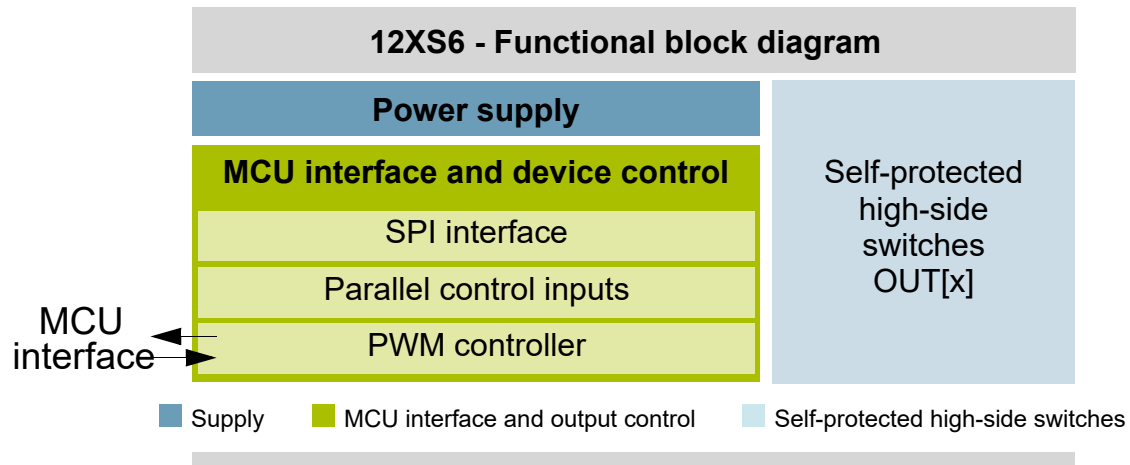 12XS6 - Functional block diagram
Power supply
MCU interface and device control
SPI interface
Parallel control inputs
PWM controller
Self-protected
high-side
switches
OUT[x]
MCU
interface
Supply
MCU interface and output control
Self-protected high-side switches